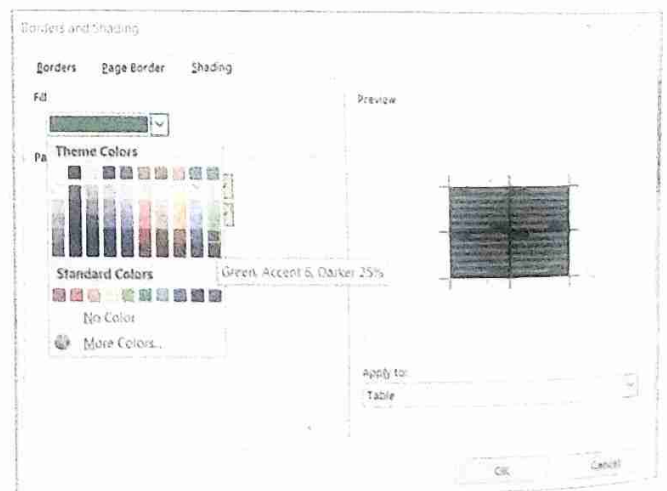 Borders and Shading
Borders Page Border Shading
Fill
Preview
Pa
Theme Colors
Green, Accent 6, Darker 25%
Standard Colors
No Color
More Colors...
Apply to:
Table
OK
Cancel